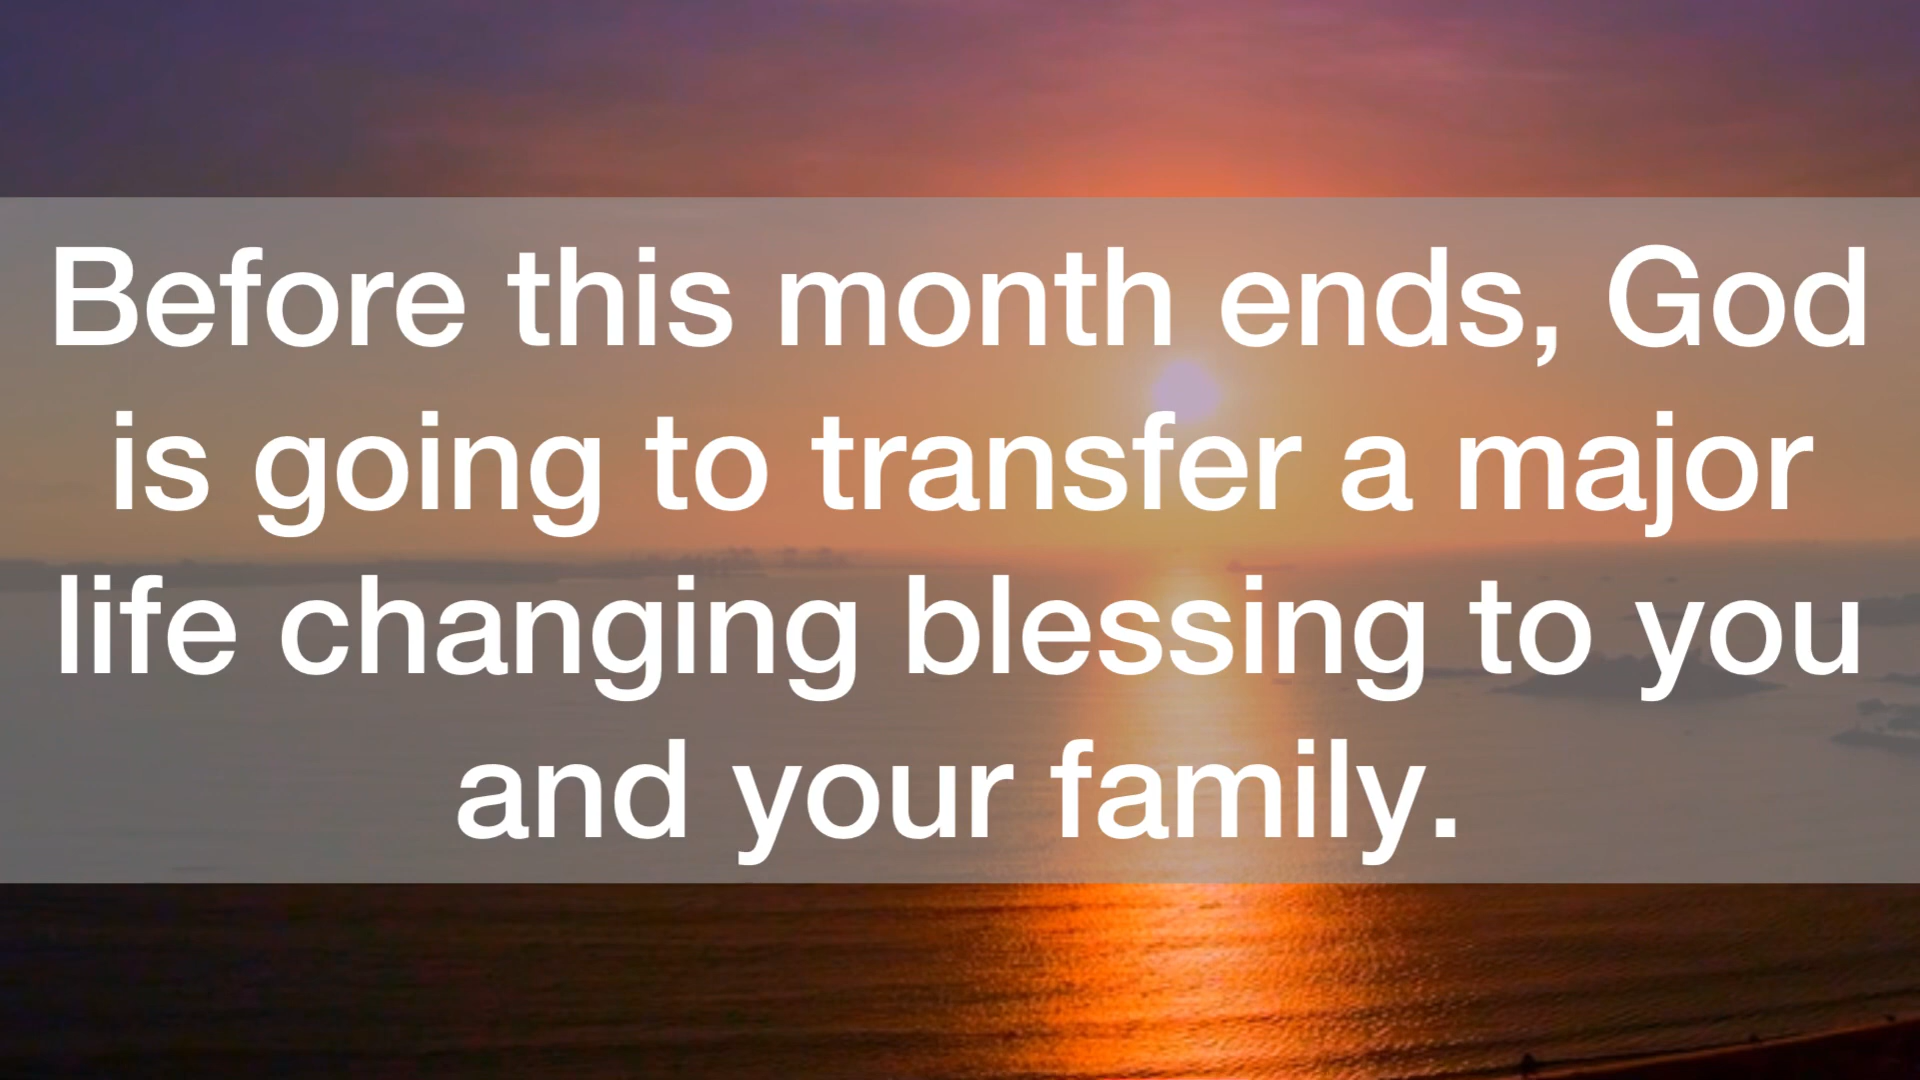 Before this month ends, God
is going to transfer a major
life changing blessing to you
and your family.